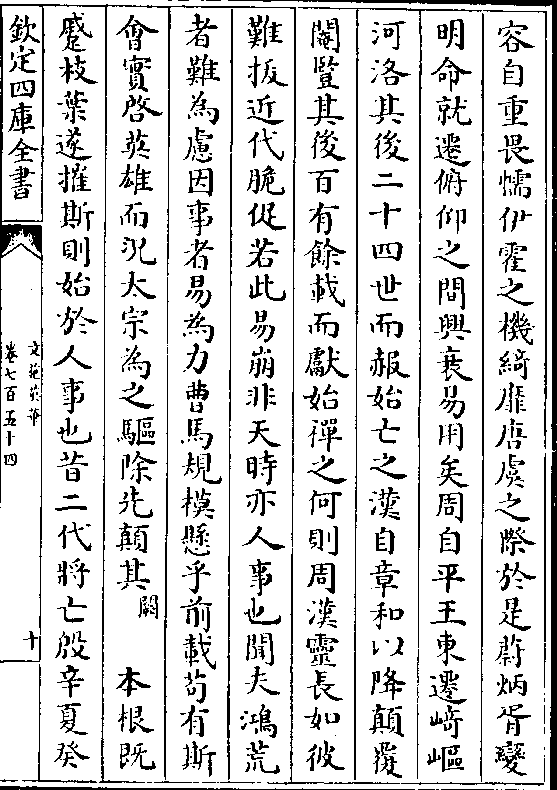 容自重畏懦伊霍之機綺靡唐虞之際於是蔚炳胥變
明命就遷俯仰之間興衰易用矣周自平王東遷﨑嶇
河洛其後二十四世而赧始亡之漢自章和以降顛覆
閹豎其後百有餘載而獻始禪之何則周漢靈長如彼
難拔近代脆促若此易崩非天時亦人事也聞夫鴻荒
者難為慮因事者易為力曹馬規模懸乎前載茍有斯
會實啓英雄而況太宗為之驅除先顛其闕 本根既
蹙枝葉遂摧斯則始於人事也昔二代將亡殷辛夏癸
欽定四庫全書
文苑英華
卷七百五十四
十